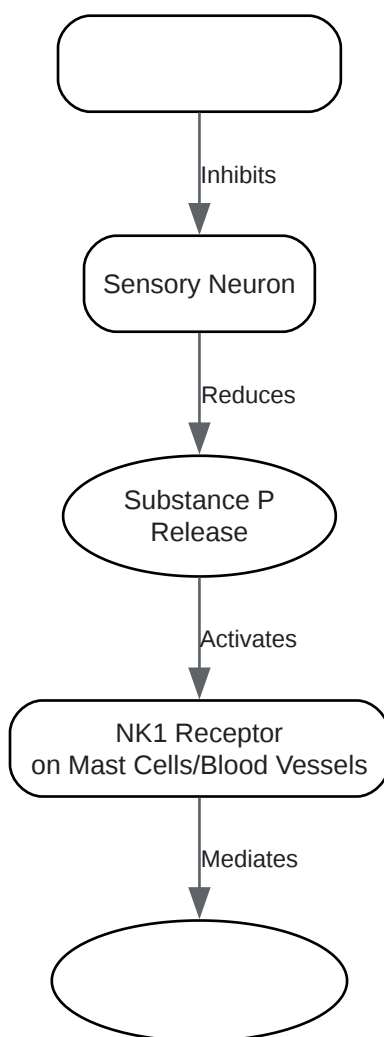 Inhibits
Sensory Neuron
Reduces
Substance P
Release
Activates
NK1 Receptor
on Mast Cells/Blood Vessels
Mediates